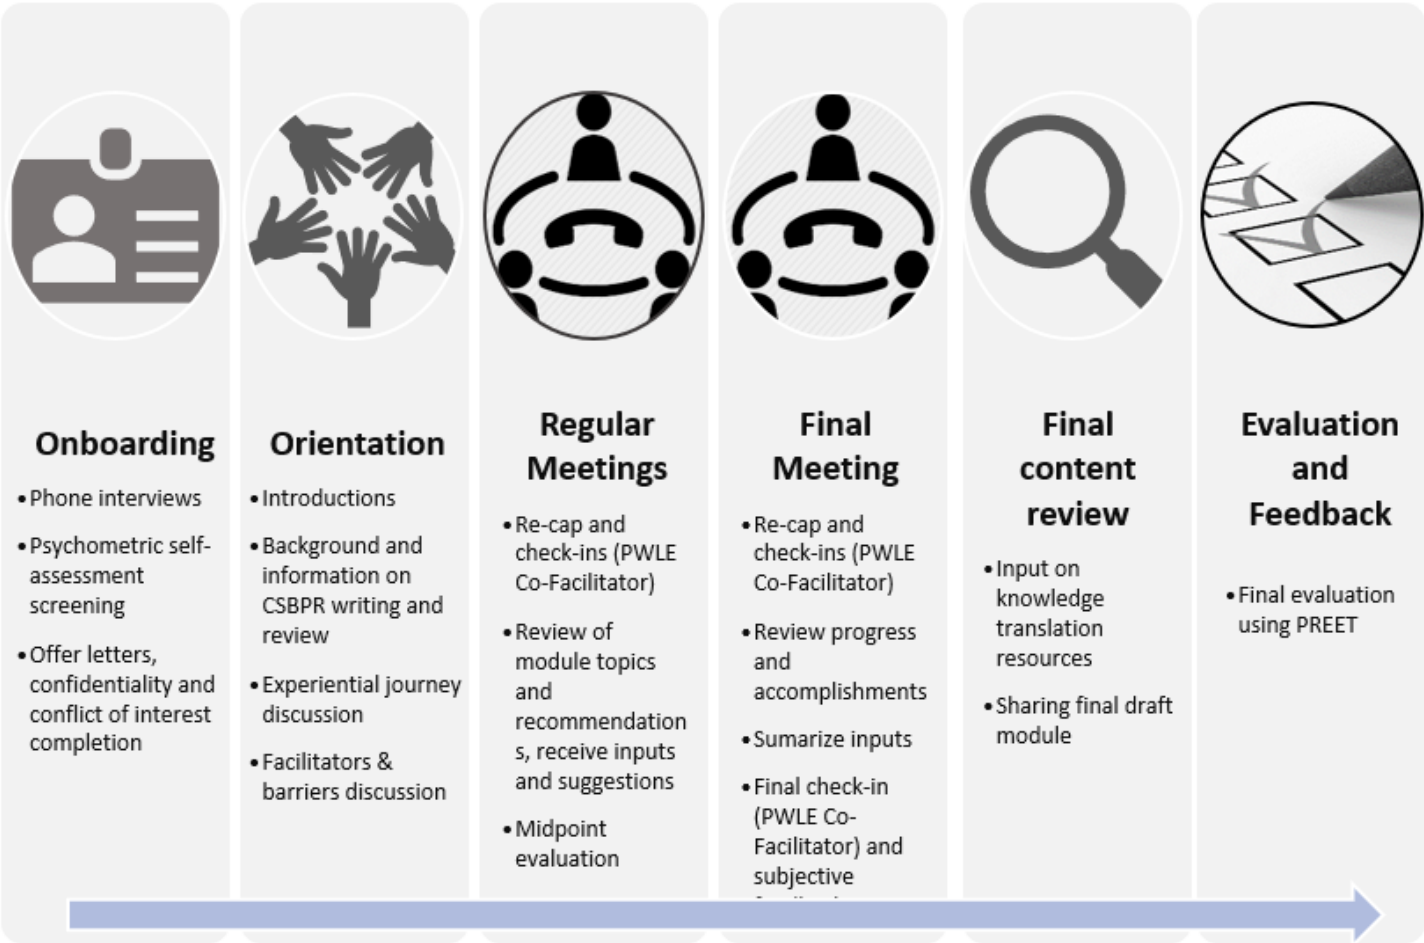 Onboarding
•Phone interviews
•Psychometric self-
assessment
screening
•Offer letters,
confidentiality and
conflict of interest
completion
Orientation
•Introductions
•Background and
information on
CSBPR writing and
review
•Experiential journey
discussion
•Facilitators &
barriers discussion
Regular
Meetings
•Re-cap and
check-ins (PWLE
Co-Facilitator)
•Review of
module topics
and
recommendation
s, receive inputs
and suggestions
•Midpoint
evaluation
Final
Meeting
•Re-cap and
check-ins (PWLE
Co-Facilitator)
•Review progress
and
accomplishments
•Sumarize inputs
•Final check-in
(PWLE Co-
Facilitator) and
subjective
Final
content
review
•Input on
knowledge
translation
resources
•Sharing final draft
module
Evaluation
and
Feedback
•Final evaluation
using PREET